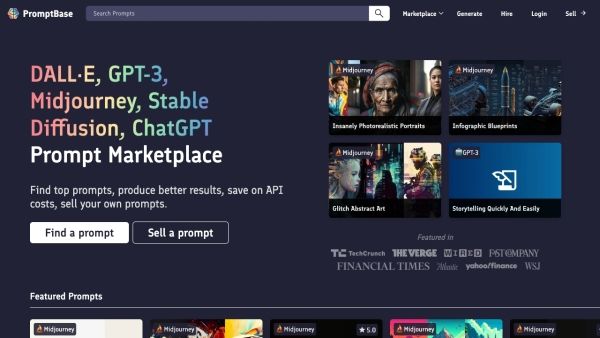 PromptBase
Search Prompts
Marketplace
Generate
Hire
Login
Sell
DALL·E, GPT-3,
Midjourney, Stable
Diffusion, ChatGPT
Prompt Marketplace
Find top prompts, produce better results, save on API
costs, sell your own prompts.
Find a prompt
Sell a prompt
Midjourney
Insanely Photorealistic Portraits
Midjourney
Infographic Blueprints
Midjourney
Glitch Abstract Art
GPT-3
Storytelling Quickly And Easily
Featured in
TC TechCrunch
THE VERGE
WIRED
FAST COMPANY
FINANCIAL TIMES
The Atlantic
yahoo!finance
WSJ
Featured Prompts
Midjourney
Midjourney
Midjourney
5.0
Midjourney
Midjourney